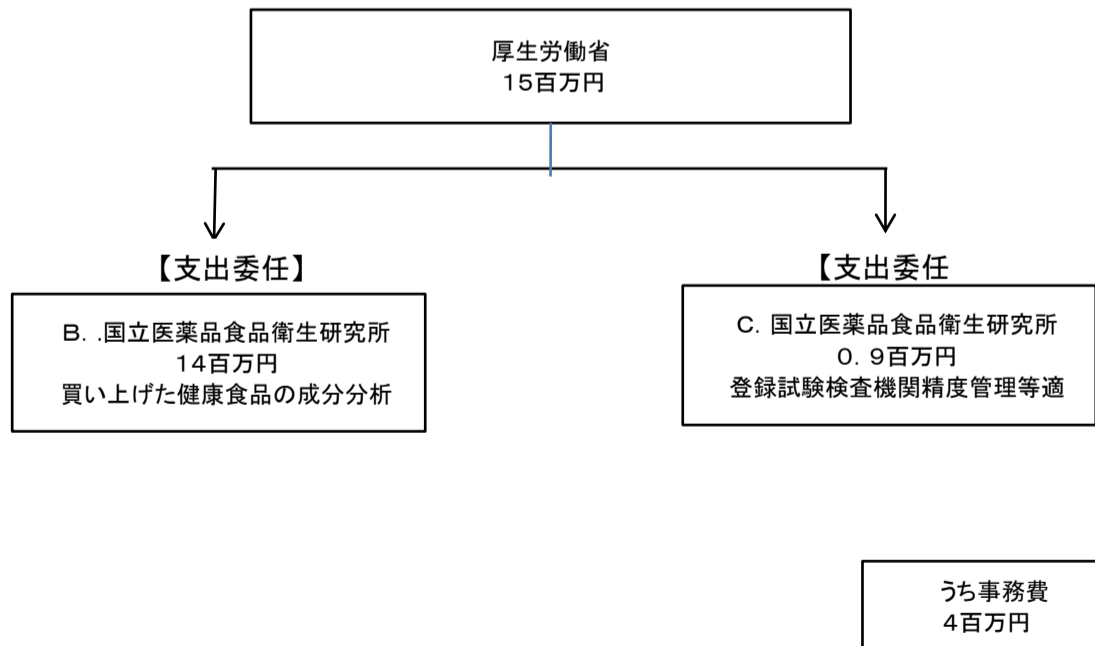 厚生労働省
15百万円
【支出委任】
【支出委任
B. .国立医薬品食品衛生研究所
14百万円
買い上げた健康食品の成分分析
C. 国立医薬品食品衛生研究所
0. 9百万円
登録試験検査機関精度管理等適
うち事務費
4百万円